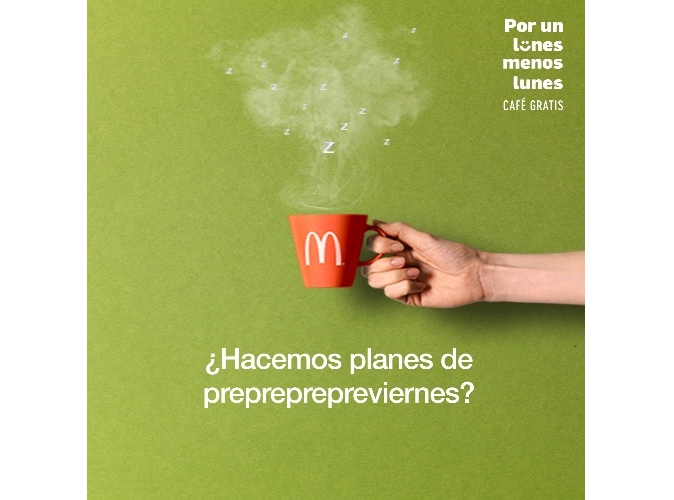 Por un
lunes
menos
lunes
CAFÉ GRATIS
z z z z z z z z z z z z z
M
¿Hacemos planes de
prepreprepreviernes?